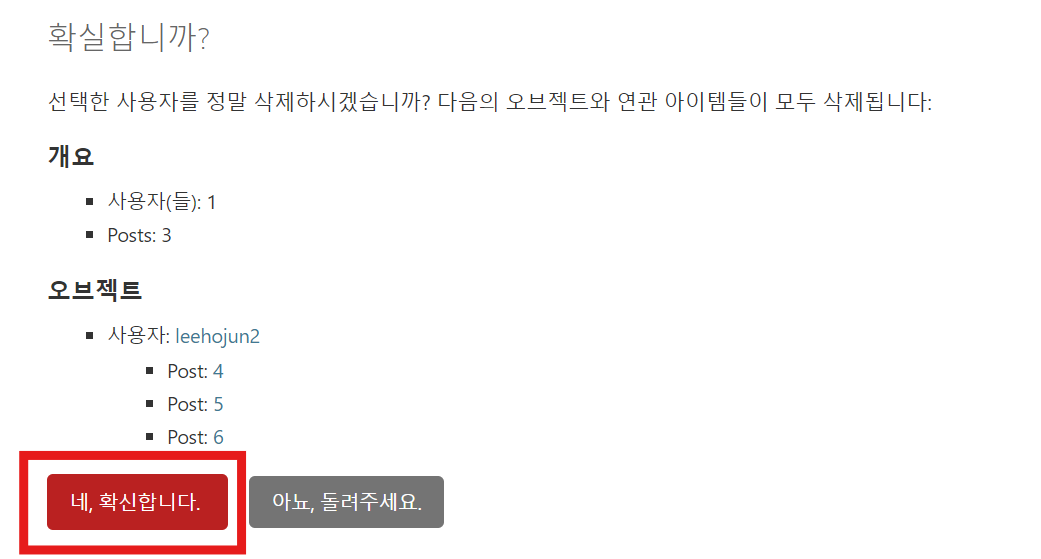 확실합니까?
선택한 사용자를 정말 삭제하시겠습니까? 다음의 오브젝트와 연관 아이템들이 모두 삭제됩니다:
개요
사용자(들): 1
Posts: 3
오브젝트
사용자: leehojun2
Post: 4
Post: 5
Post: 6
네, 확신합니다.
아뇨, 돌려주세요.